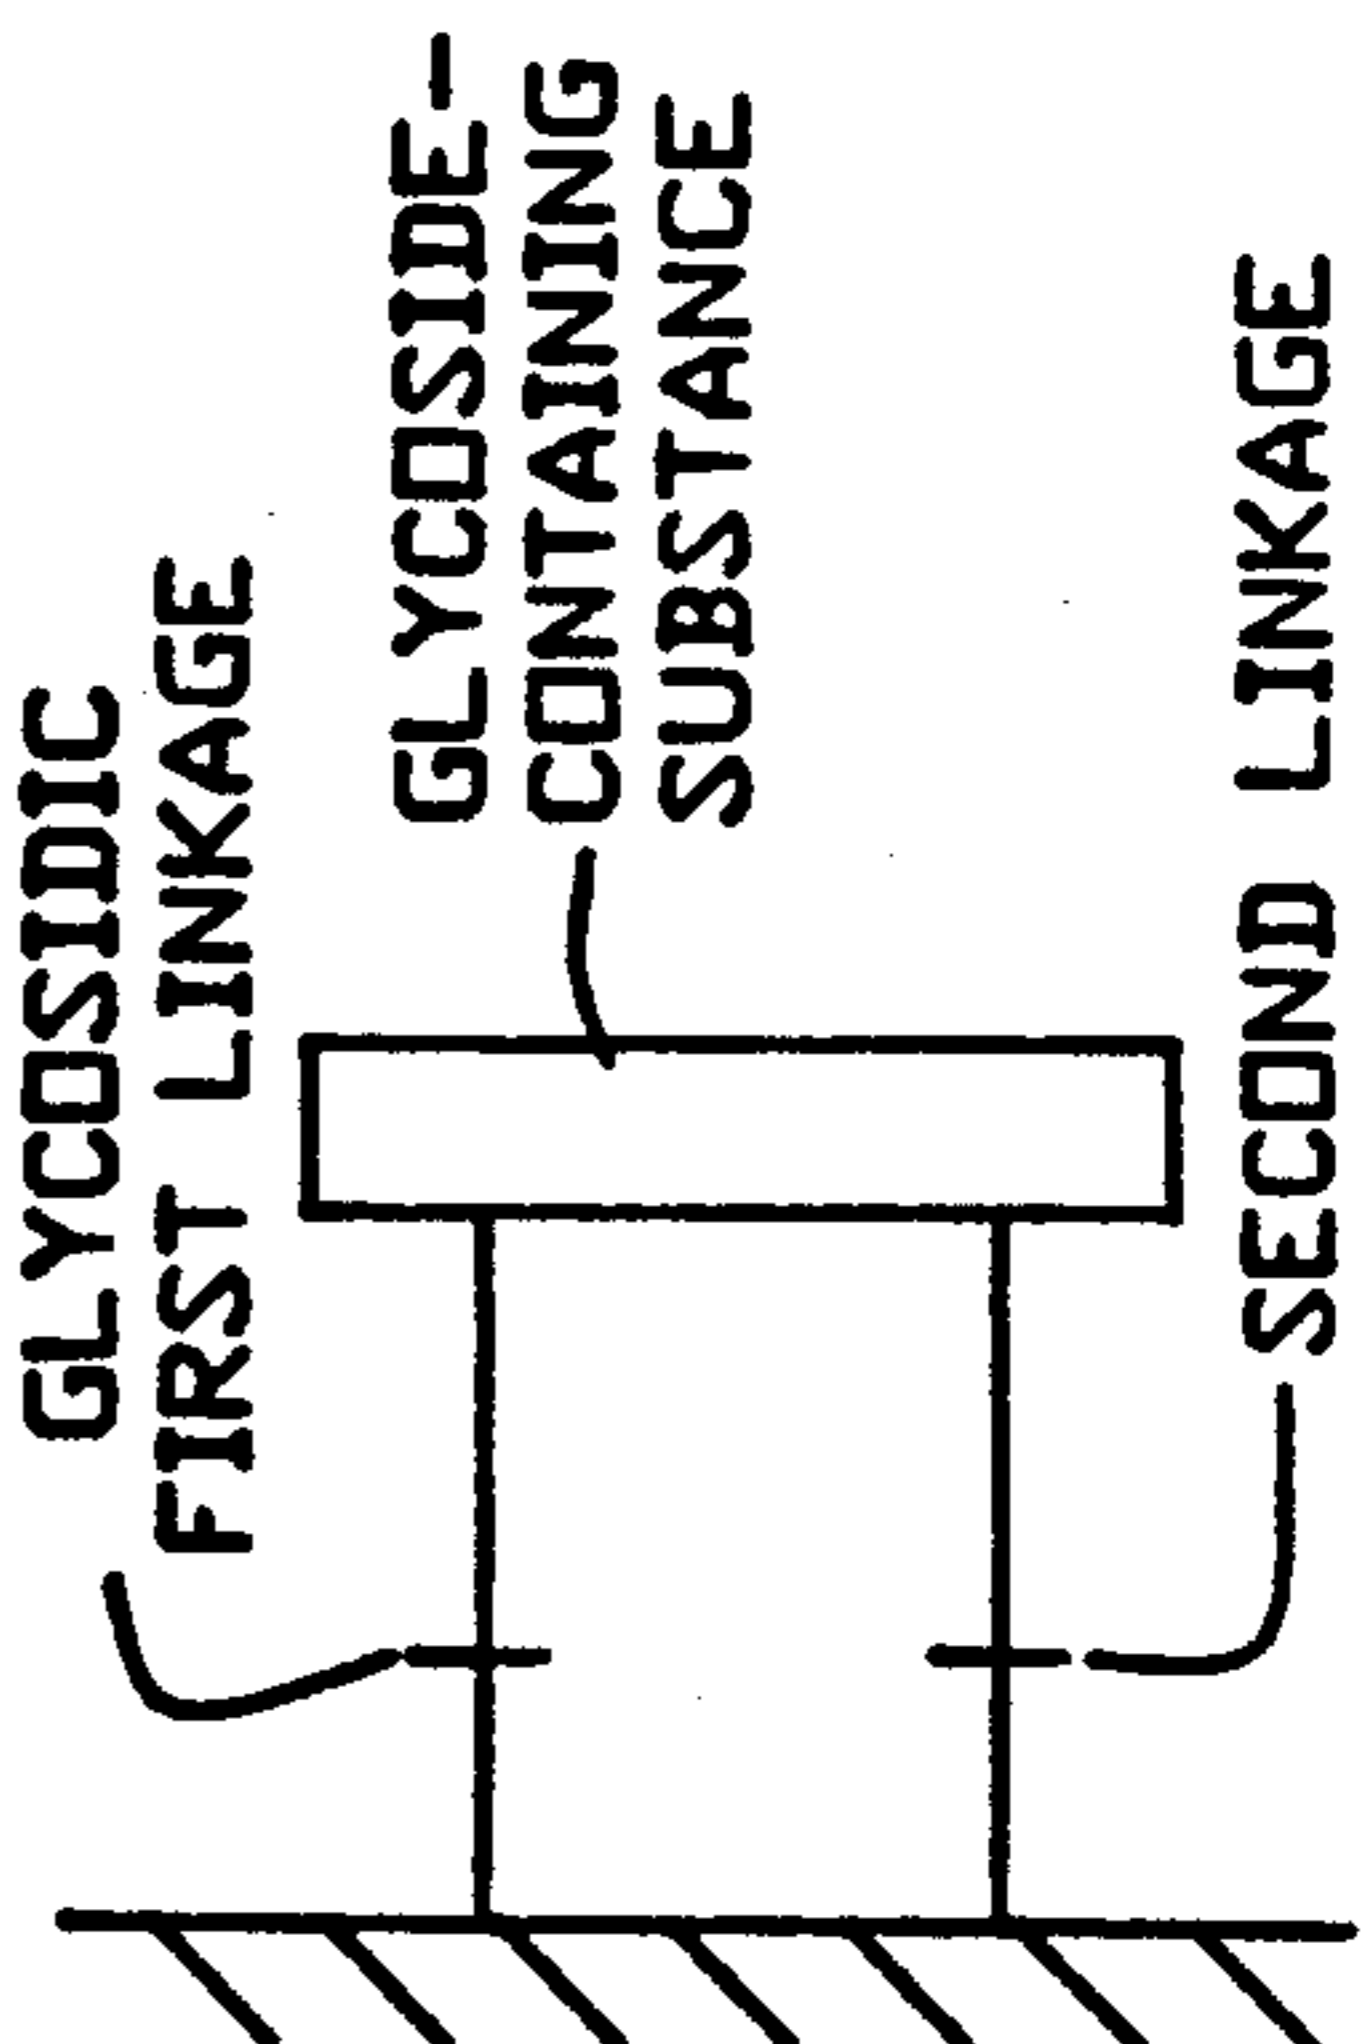 GLYCOSIDIC
FIRST LINKAGE
GLYCOSIDE-
CONTAINING
SUBSTANCE
SECOND LINKAGE